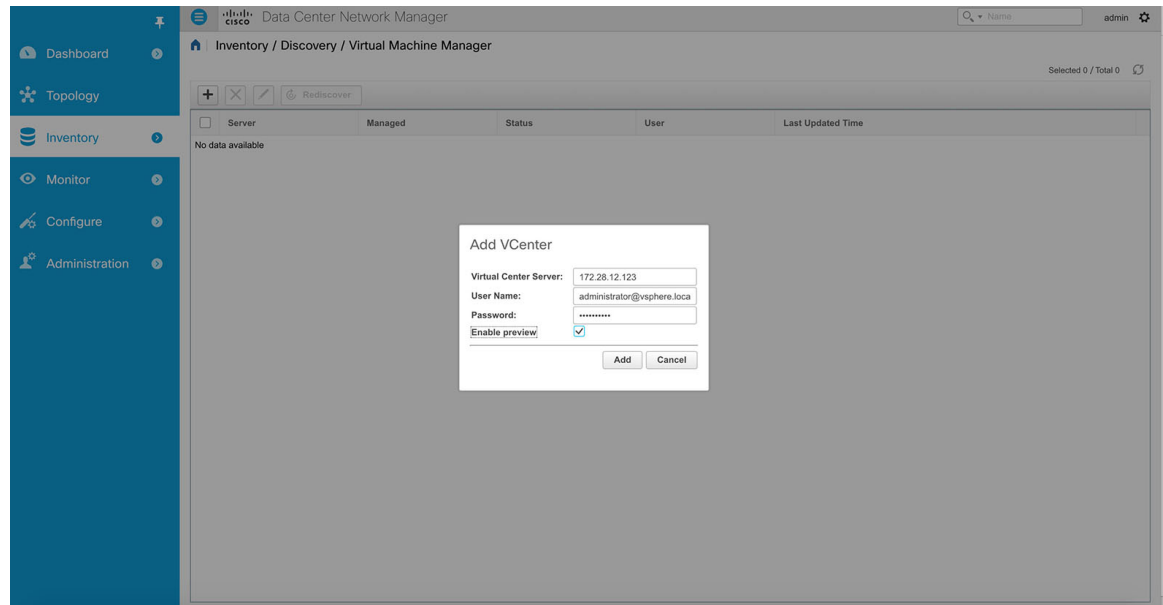 cisco Data Center Network Manager
Name
admin
Dashboard
Topology
Inventory
Monitor
Configure
Administration
Inventory / Discovery / Virtual Machine Manager
Selected 0 / Total 0
Rediscover
Server Managed Status User Last Updated Time
No data available
Add VCenter
Virtual Center Server: 172.28.12.123
User Name: administrator@vsphere.loca
Password: ••••••••••
Enable preview
Add Cancel